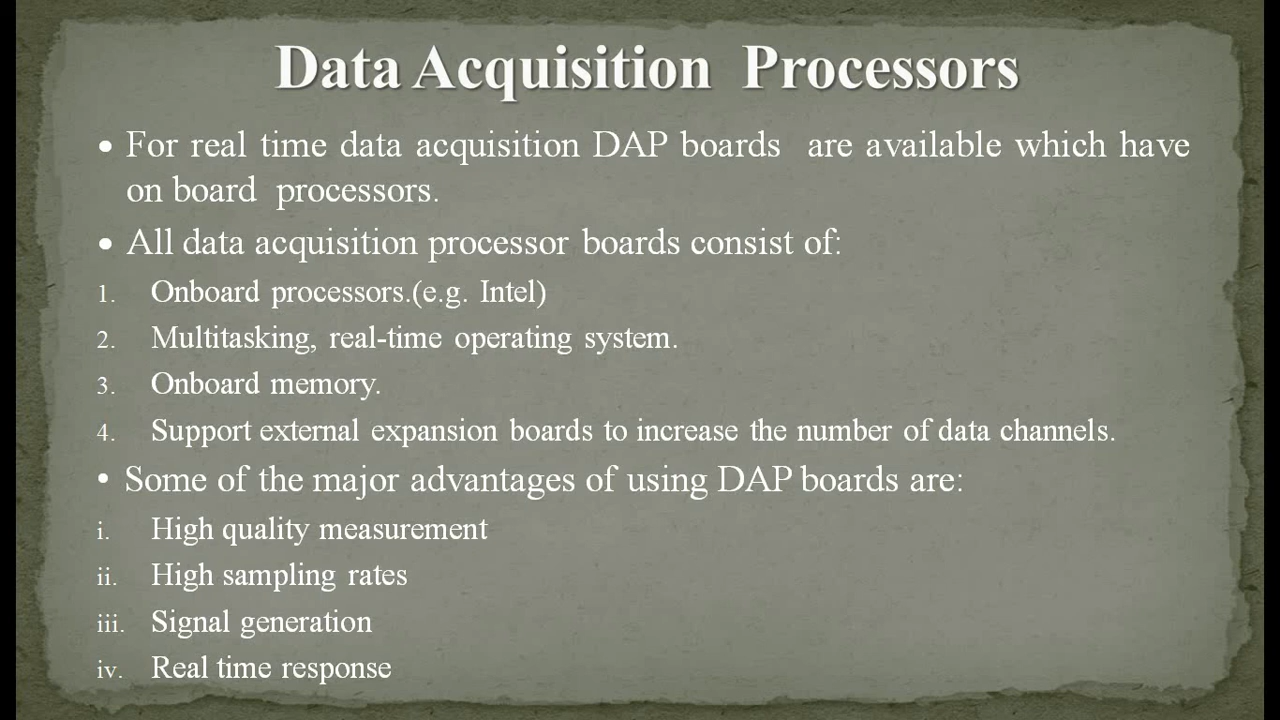 Data Acquisition Processors
• For real time data acquisition DAP boards are available which have
on board processors.
• All data acquisition processor boards consist of:
1. Onboard processors.(e.g. Intel)
2. Multitasking, real-time operating system.
3. Onboard memory.
4. Support external expansion boards to increase the number of data channels.
• Some of the major advantages of using DAP boards are:
i. High quality measurement
ii. High sampling rates
iii. Signal generation
iv. Real time response